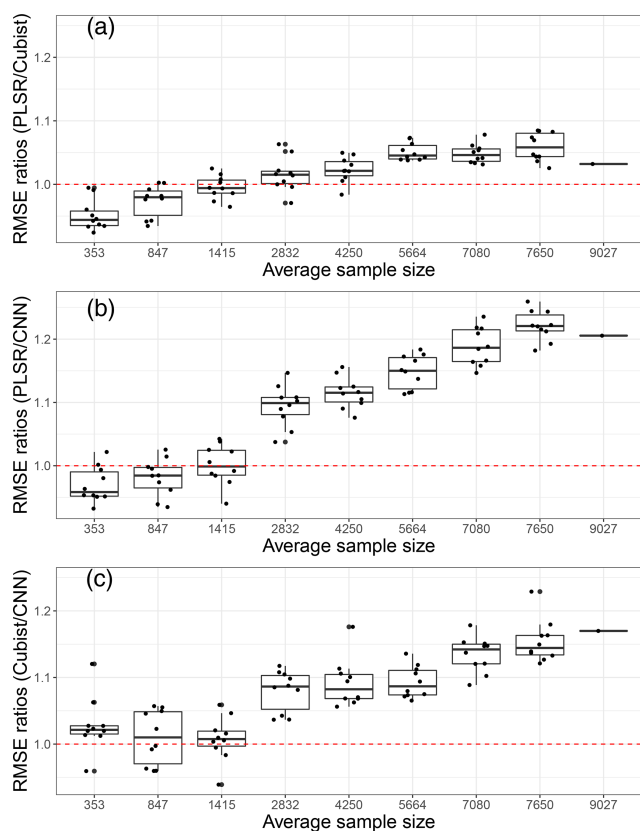 (a)
RMSE ratios (PLSR/Cubist)
1.2
1.1
1.0
353 847 1415 2832 4250 5664 7080 7650 9027
Average sample size
(b)
RMSE ratios (PLSR/CNN)
1.2
1.1
1.0
353 847 1415 2832 4250 5664 7080 7650 9027
Average sample size
(c)
RMSE ratios (Cubist/CNN)
1.2
1.1
1.0
353 847 1415 2832 4250 5664 7080 7650 9027
Average sample size